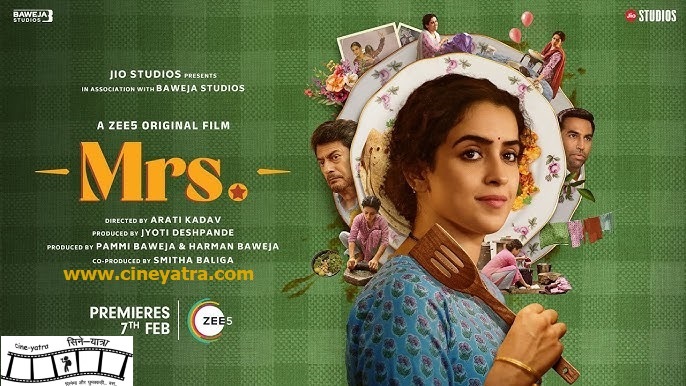 BAWEJA
STUDIOS
JIO STUDIOS PRESENTS
IN ASSOCIATION WITH BAWEJA STUDIOS
A ZEE5 ORIGINAL FILM
Mrs.
DIRECTED BY ARATI KADAV
PRODUCED BY JYOTI DESHPANDE
PRODUCED BY PAMMI BAWEJA & HARMAN BAWEJA
CO-PRODUCED BY SMITHA BALIGA
www.cineyatra.com
PREMIERES
7TH FEB
ZEE5
cine-yatra
सिने-यात्रा
Jio STUDIOS